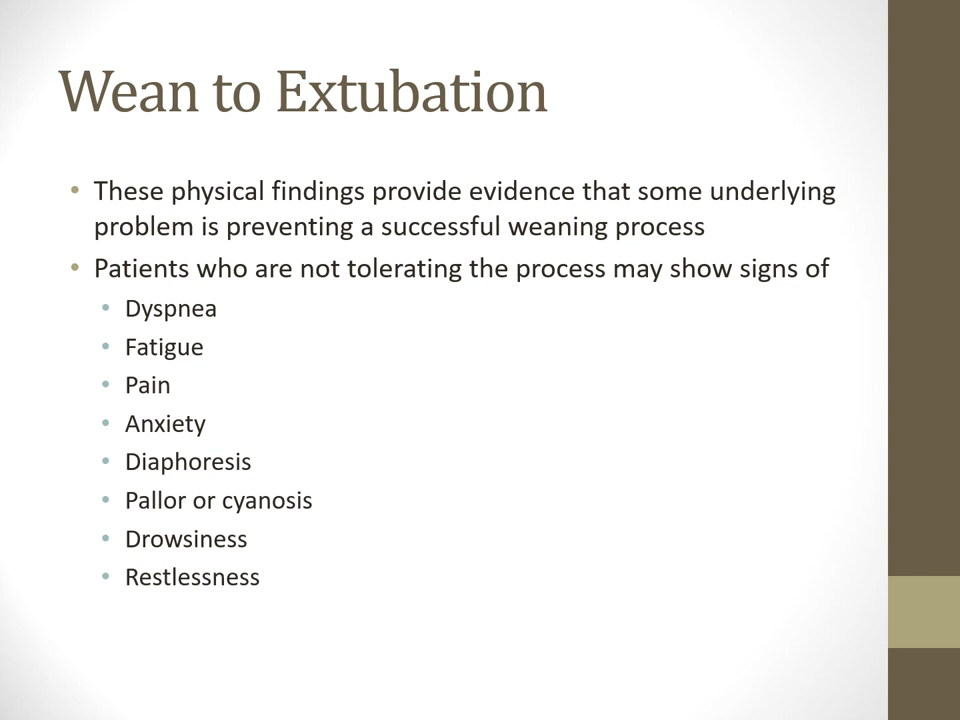 Wean to Extubation
• These physical findings provide evidence that some underlying
problem is preventing a successful weaning process
• Patients who are not tolerating the process may show signs of
• Dyspnea
• Fatigue
• Pain
• Anxiety
• Diaphoresis
• Pallor or cyanosis
• Drowsiness
• Restlessness